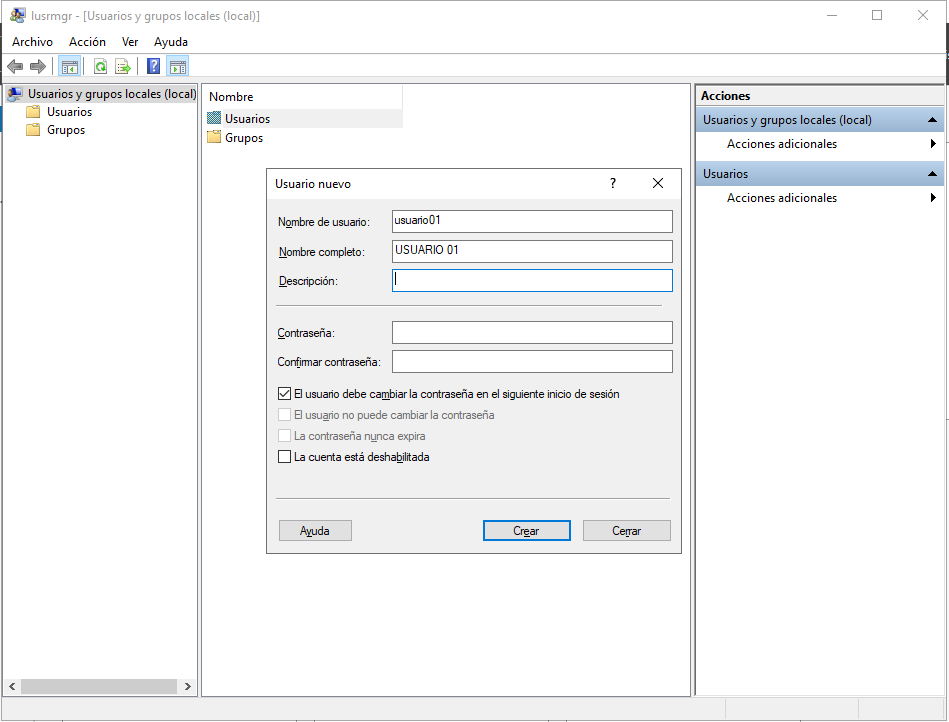 lusrmgr - [Usuarios y grupos locales (local)]
Archivo Acción Ver Ayuda
Usuarios y grupos locales (local)
Usuarios
Grupos
Nombre
Usuarios
Grupos
Acciones
Usuarios y grupos locales (local)
Acciones adicionales
Usuarios
Acciones adicionales
Usuario nuevo
Nombre de usuario: usuario01
Nombre completo: USUARIO 01
Descripción:
Contraseña:
Confirmar contraseña:
El usuario debe cambiar la contraseña en el siguiente inicio de sesión
El usuario no puede cambiar la contraseña
La contraseña nunca expira
La cuenta está deshabilitada
Ayuda Crear Cerrar